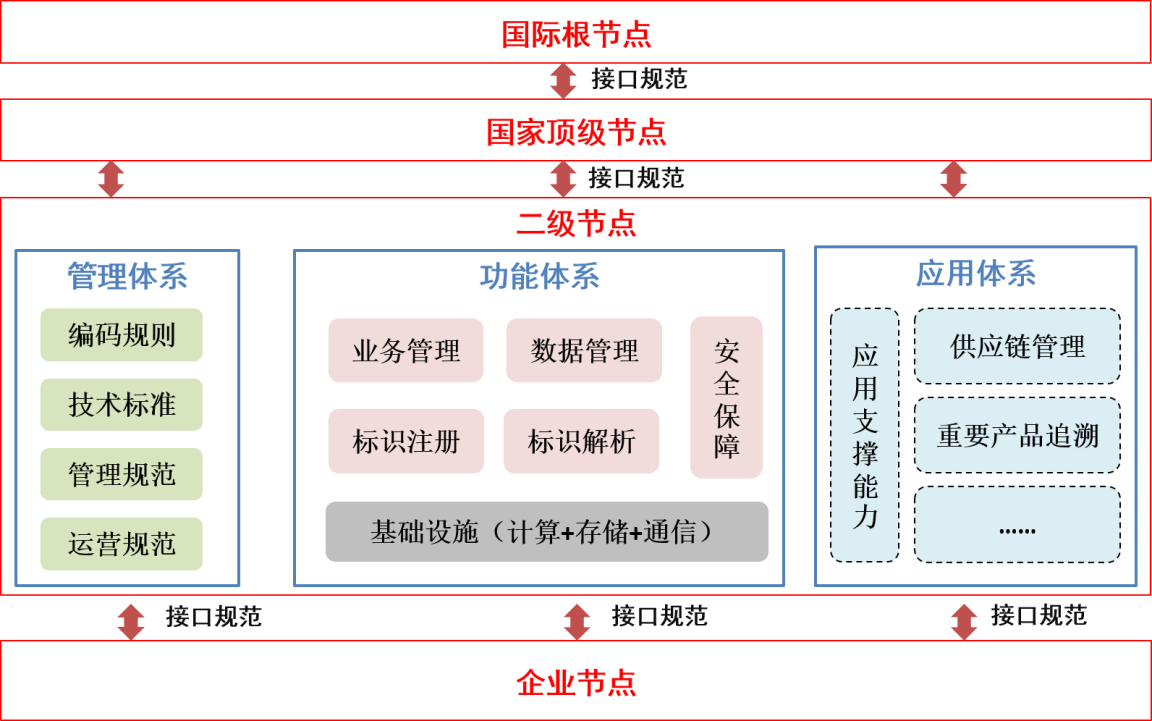 国际根节点
接口规范
国家顶级节点
接口规范
二级节点
管理体系
编码规则
技术标准
管理规范
运营规范
功能体系
业务管理
数据管理
标识注册
标识解析
安全保障
基础设施（计算+存储+通信）
应用体系
应用支撑能力
供应链管理
重要产品追溯
......
接口规范
接口规范
接口规范
企业节点